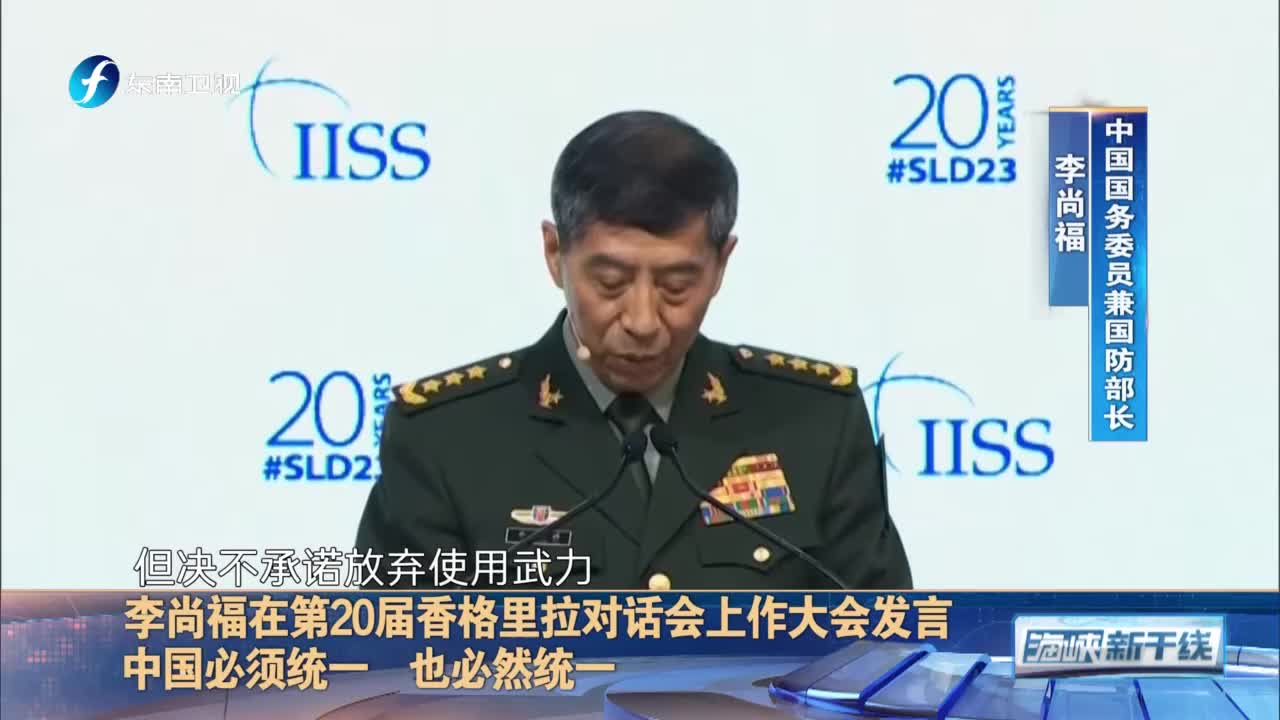 东南卫视
IISS
20
YEARS
#SLD23
中国国务委员兼国防部长
李尚福
20
YEARS
#SLD23
IISS
但决不承诺放弃使用武力
李尚福在第20届香格里拉对话会上作大会发言
中国必须统一 也必然统一
海峡新干线